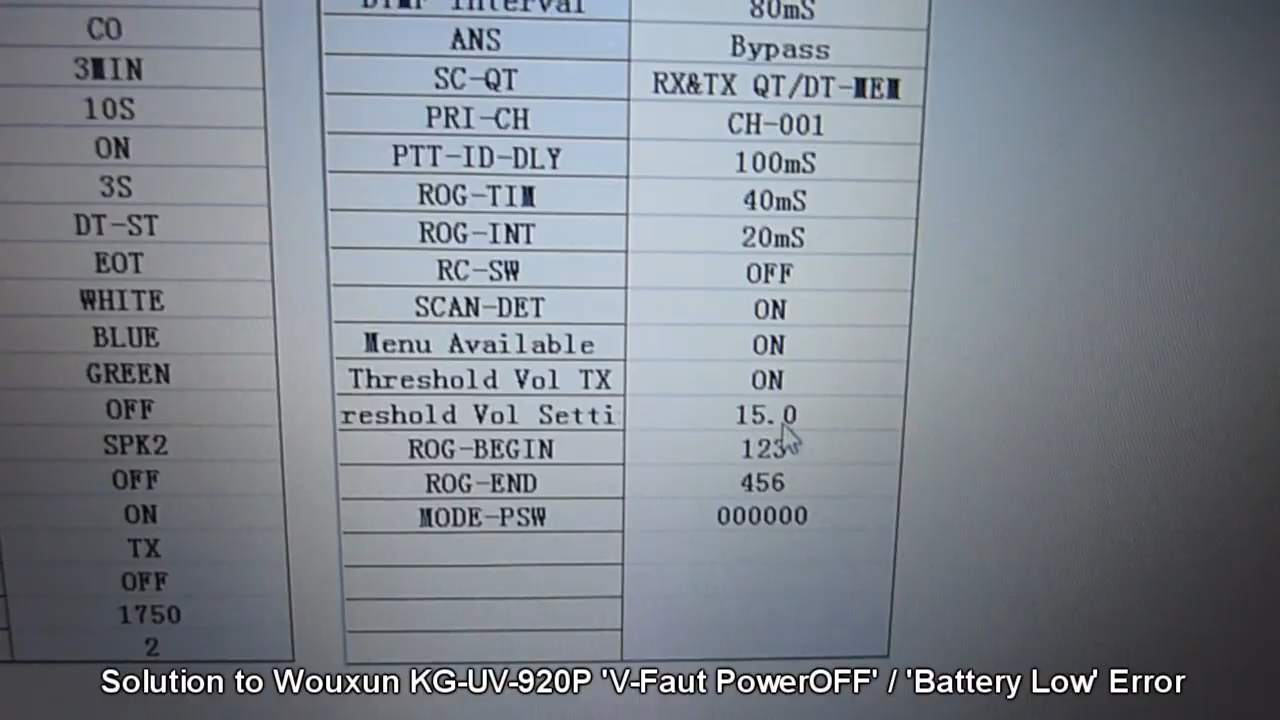 CO
3MIN
10S
ON
3S
DT-ST
EOT
WHITE
BLUE
GREEN
OFF
SPK2
OFF
ON
TX
OFF
1750
2
DTMF Interval 80mS
ANS Bypass
SC-QT RX&TX QT/DT-MEM
PRI-CH CH-001
PTT-ID-DLY 100mS
ROG-TIM 40mS
ROG-INT 20mS
RC-SW OFF
SCAN-DET ON
Menu Available ON
Threshold Vol TX ON
reshold Vol Setti 15.0
ROG-BEGIN 123
ROG-END 456
MODE-PSW 000000
Solution to Wouxun KG-UV-920P 'V-Faut PowerOFF' / 'Battery Low' Error